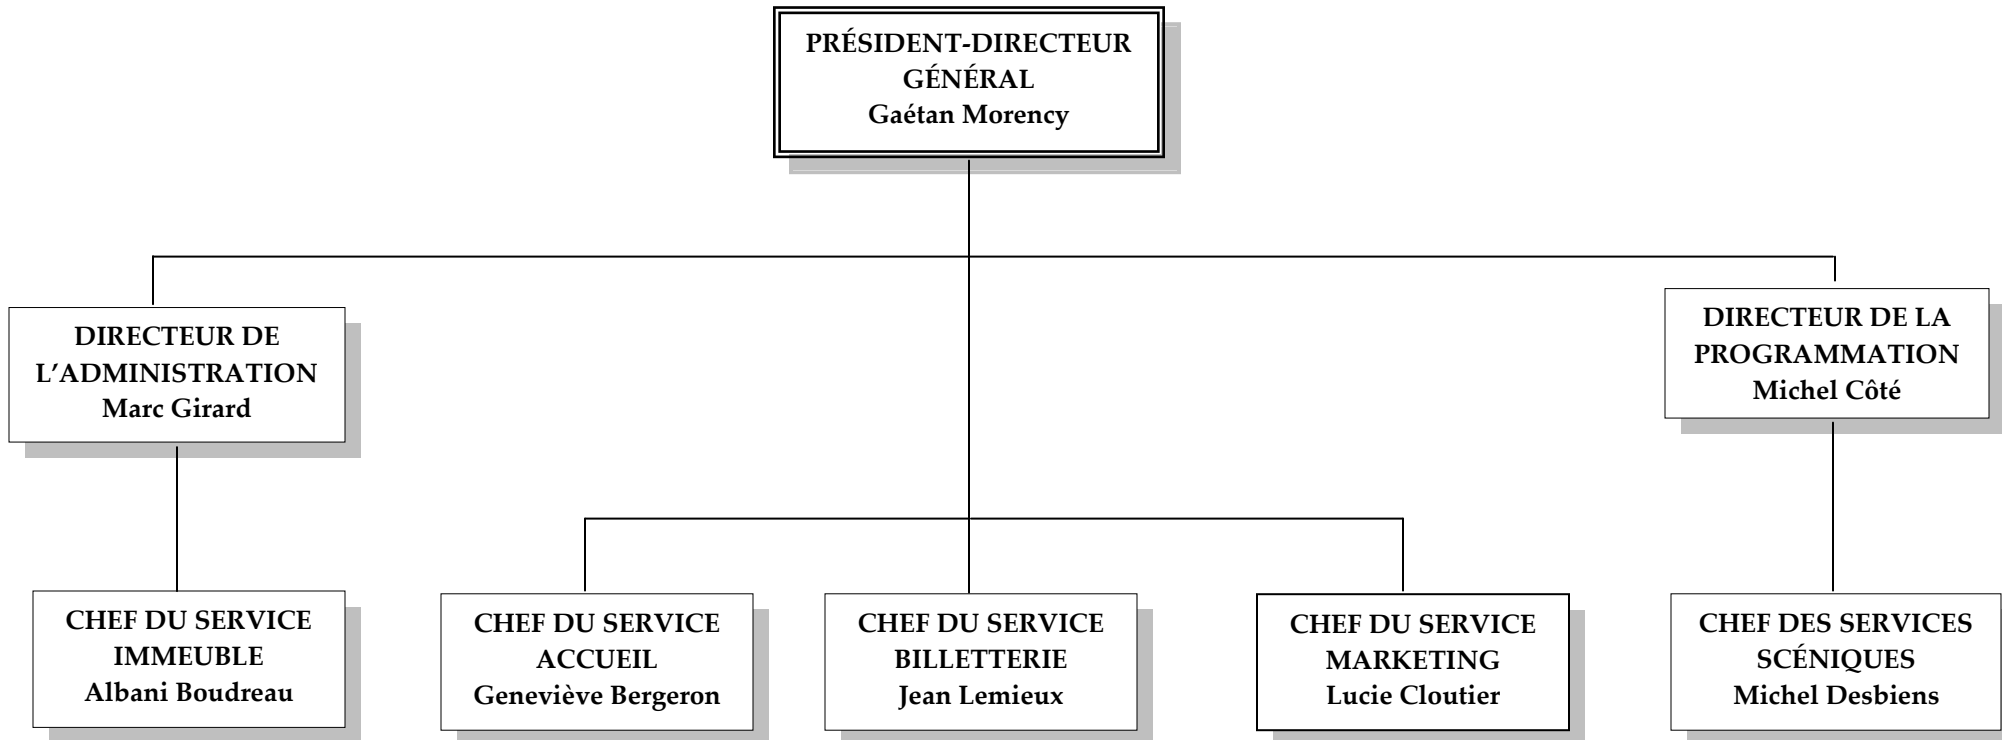 PRÉSIDENT-DIRECTEUR
GÉNÉRAL
Gaétan Morency
DIRECTEUR DE
L’ADMINISTRATION
Marc Girard
DIRECTEUR DE LA
PROGRAMMATION
Michel Côté
CHEF DU SERVICE
IMMEUBLE
Albani Boudreau
CHEF DU SERVICE
ACCUEIL
Geneviève Bergeron
CHEF DU SERVICE
BILLETTERIE
Jean Lemieux
CHEF DU SERVICE
MARKETING
Lucie Cloutier
CHEF DES SERVICES
SCÉNIQUES
Michel Desbiens